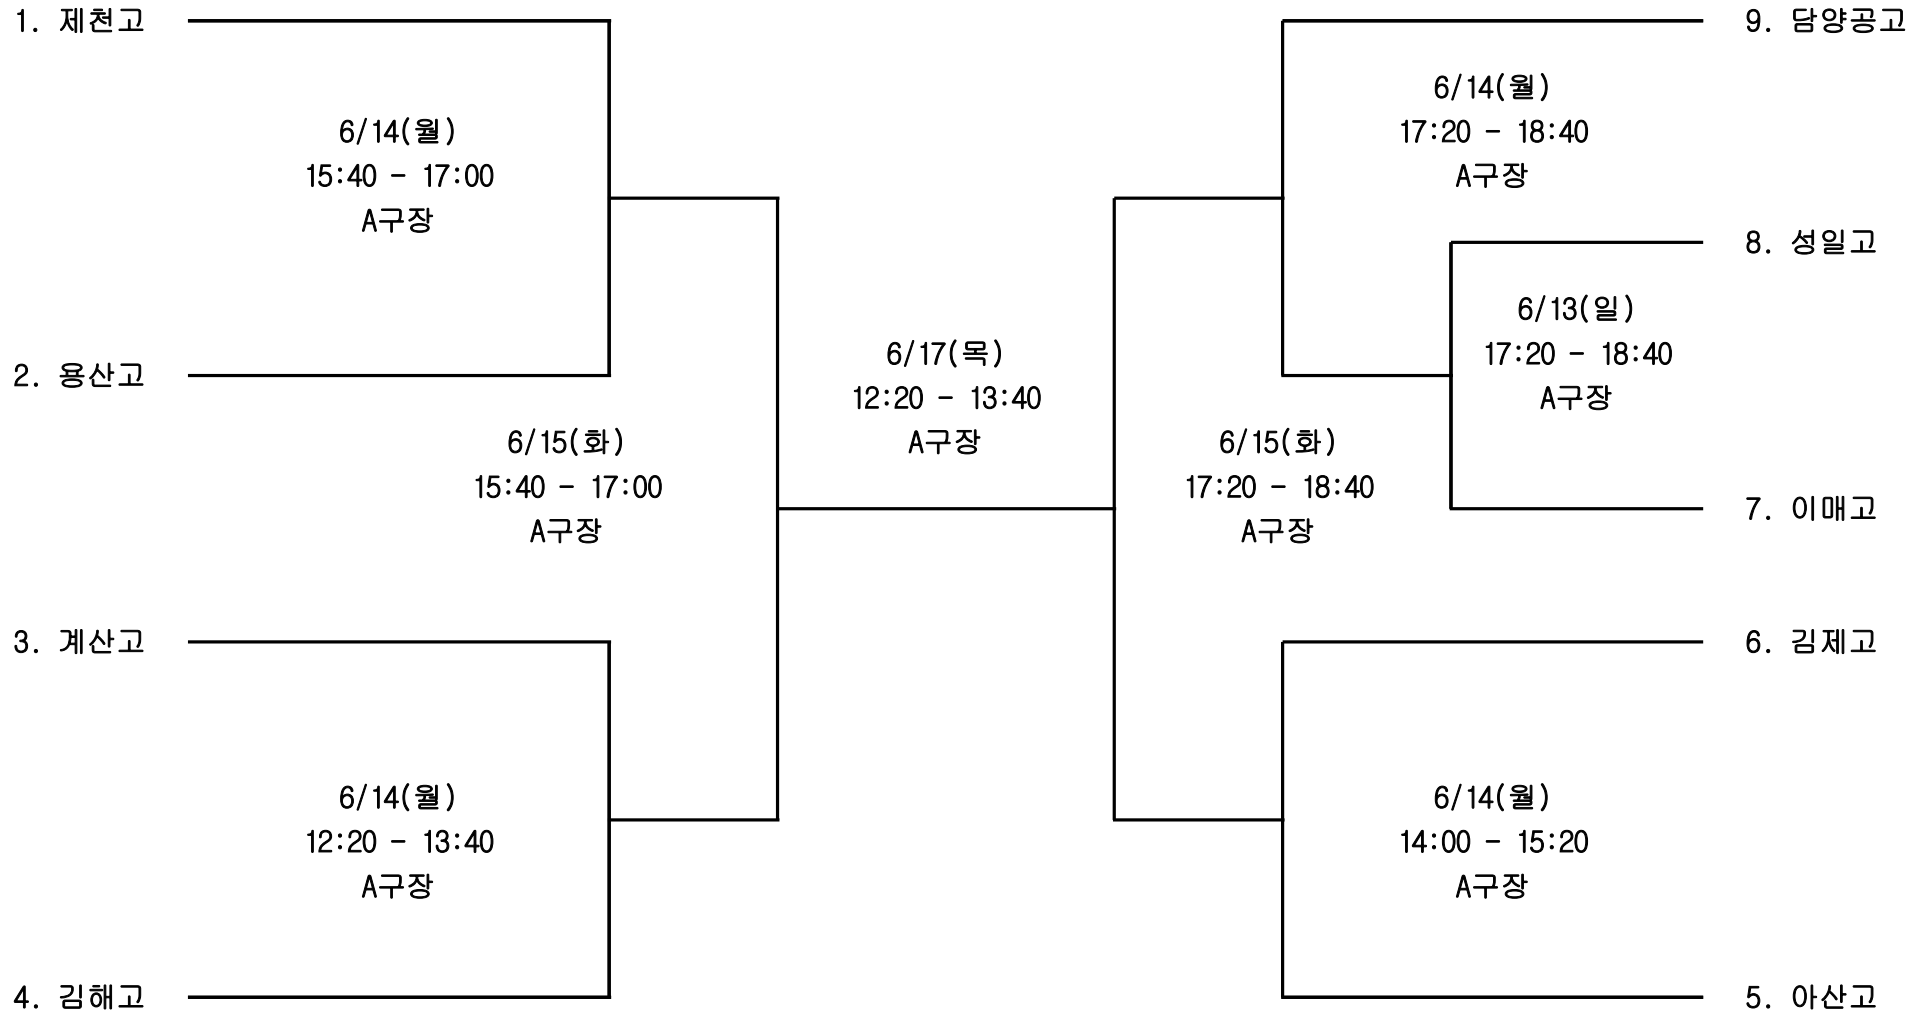 1. 제천고
6/14(월)
15:40 - 17:00
A구장
2. 용산고
6/15(화)
15:40 - 17:00
A구장
3. 계산고
6/14(월)
12:20 - 13:40
A구장
4. 김해고
6/17(목)
12:20 - 13:40
A구장
9. 담양공고
6/14(월)
17:20 - 18:40
A구장
8. 성일고
6/13(일)
17:20 - 18:40
A구장
7. 이매고
6/15(화)
17:20 - 18:40
A구장
6. 김제고
6/14(월)
14:00 - 15:20
A구장
5. 아산고